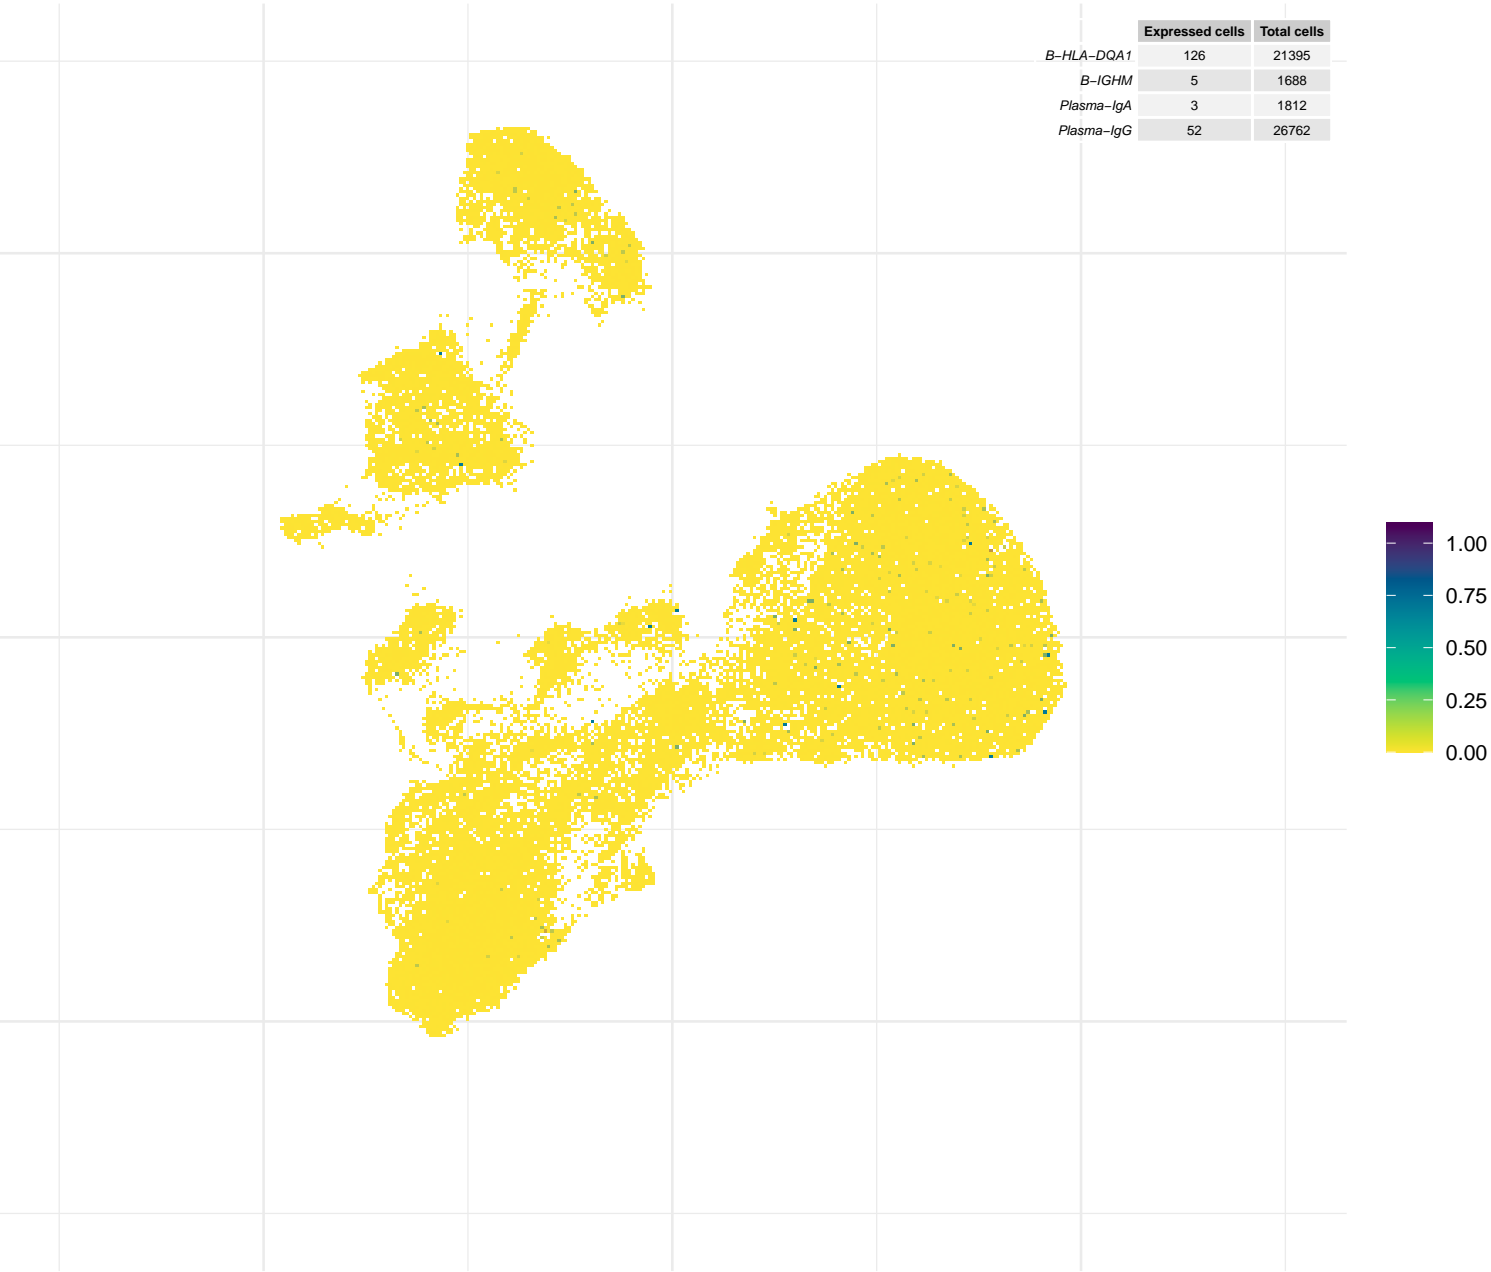 Expressed cells Total cells
B−HLA−DQA1 126 21395
B−IGHM 5 1688
Plasma−IgA 3 1812
Plasma−IgG 52 26762
1.00
0.75
0.50
0.25
0.00